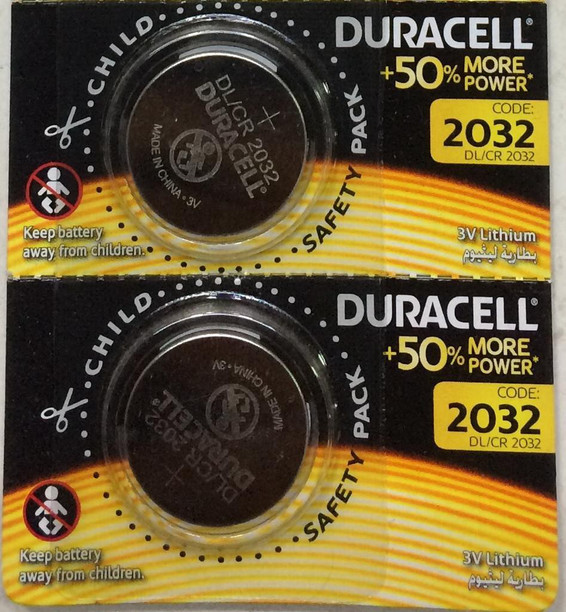 CHILD SAFETY PACK
DURACELL®
+50% MORE
POWER*
CODE:
2032
DL/CR 2032
DL/CR 2032
DURACELL
MADE IN CHINA • 3V
Keep battery
away from children.
3V Lithium
بطارية ليثيوم
CHILD SAFETY PACK
DURACELL®
+50% MORE
POWER*
CODE:
2032
DL/CR 2032
MADE IN CHINA • 3V
DURACELL®
DL/CR 2032
Keep battery
away from children.
3V Lithium
بطارية ليثيوم